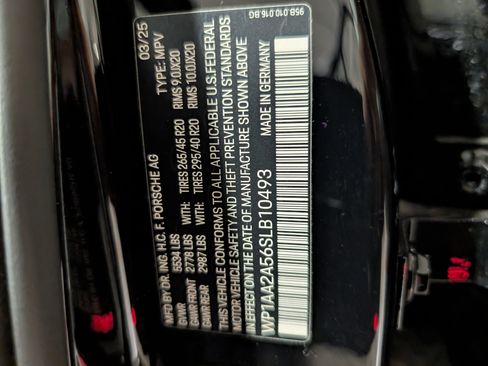 95B.010.016.BG
MFD. BY DR. ING. H.C. F. PORSCHE AG 03/25
GVWR 5534 LBS TYPE: MPV
GAWR FRONT 2778 LBS WITH: TIRES 265/45 R20 RIMS 9.0JX20
GAWR REAR 2987 LBS WITH: TIRES 295/40 R20 RIMS 10.0JX20
THIS VEHICLE CONFORMS TO ALL APPLICABLE U.S. FEDERAL
MOTOR VEHICLE SAFETY AND THEFT PREVENTION STANDARDS
IN EFFECT ON THE DATE OF MANUFACTURE SHOWN ABOVE
MADE IN GERMANY
WP1AA2A56SLB10493